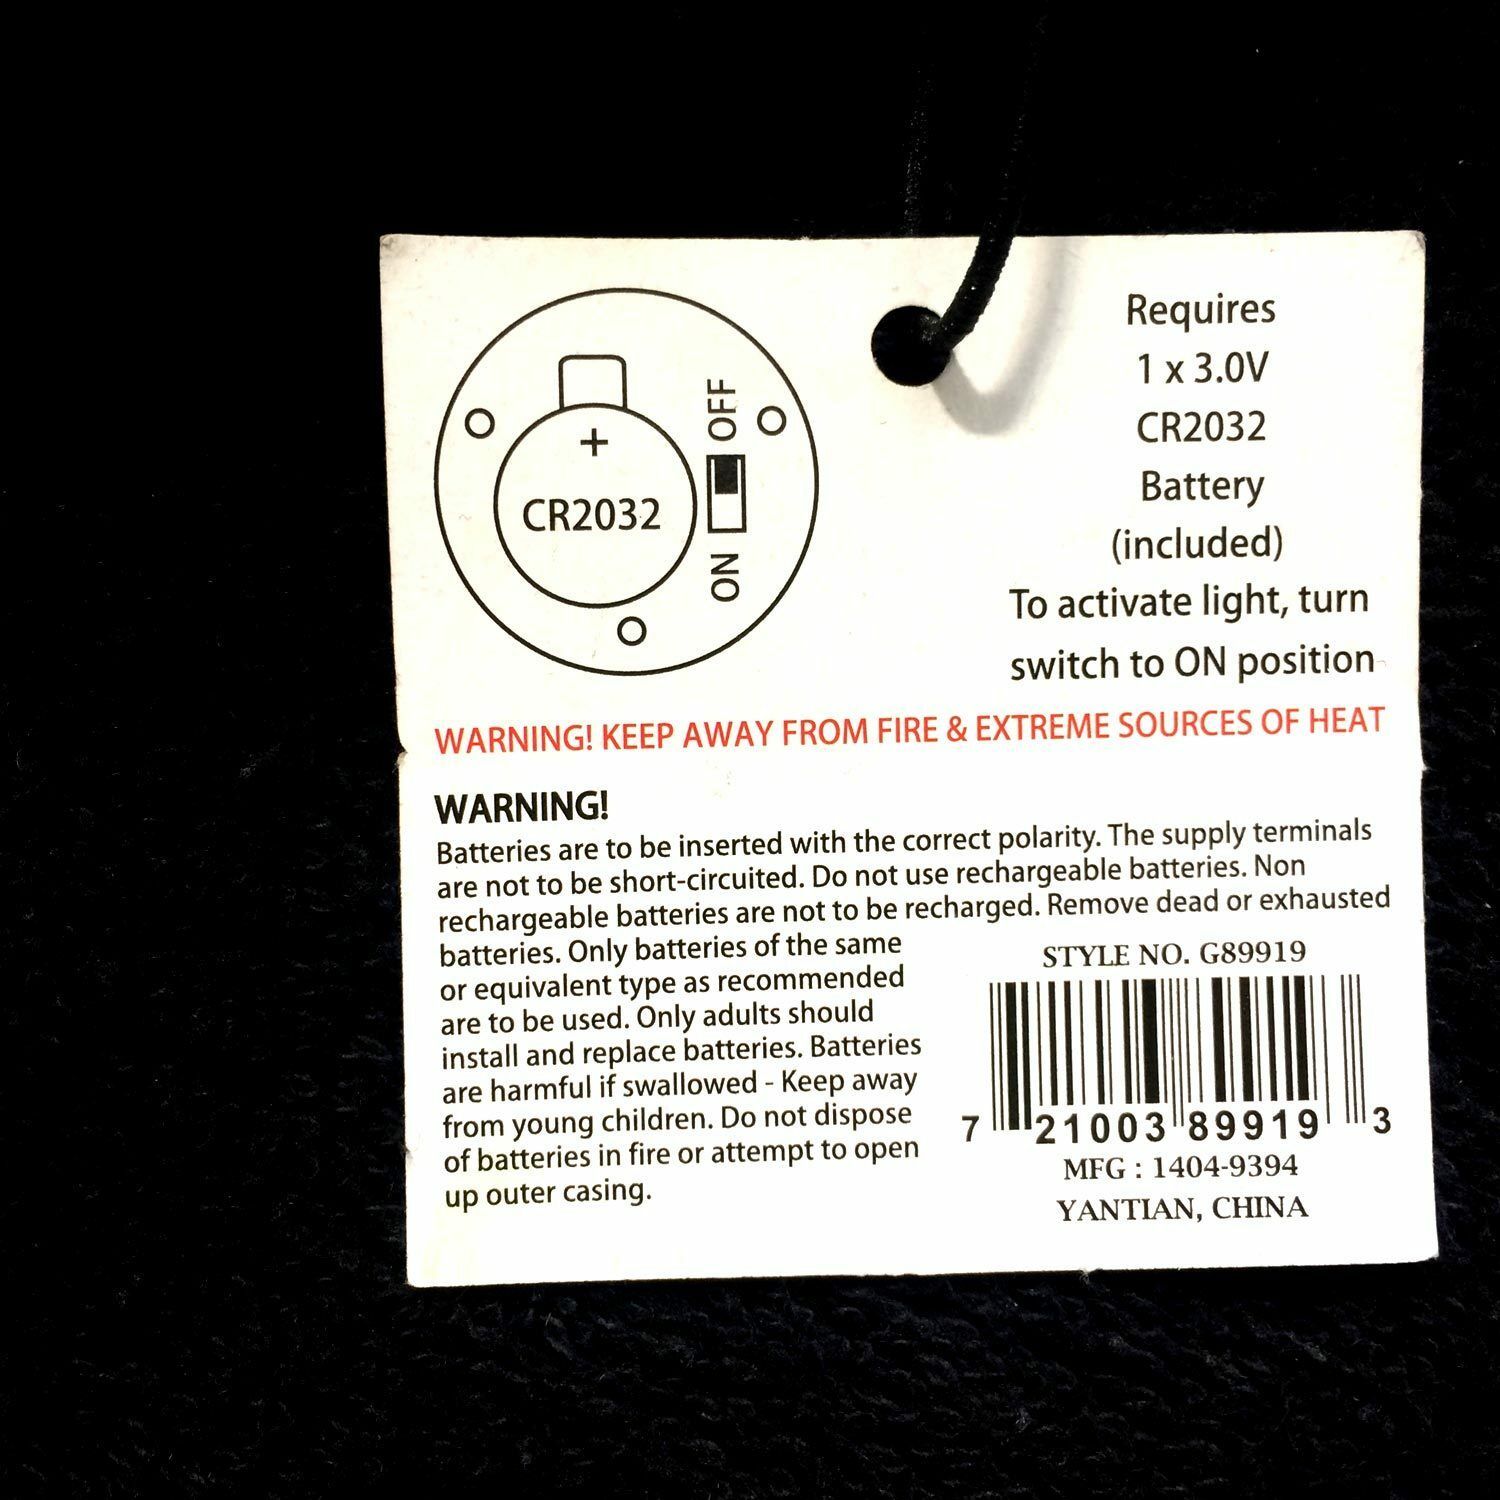 +
CR2032
OFF
ON
Requires
1 x 3.0V
CR2032
Battery
(included)
To activate light, turn
switch to ON position
WARNING! KEEP AWAY FROM FIRE & EXTREME SOURCES OF HEAT
WARNING!
Batteries are to be inserted with the correct polarity. The supply terminals
are not to be short-circuited. Do not use rechargeable batteries. Non
rechargeable batteries are not to be recharged. Remove dead or exhausted
batteries. Only batteries of the same
or equivalent type as recommended
are to be used. Only adults should
install and replace batteries. Batteries
are harmful if swallowed - Keep away
from young children. Do not dispose
of batteries in fire or attempt to open
up outer casing.
STYLE NO. G89919
7 21003 89919 3
MFG : 1404-9394
YANTIAN, CHINA